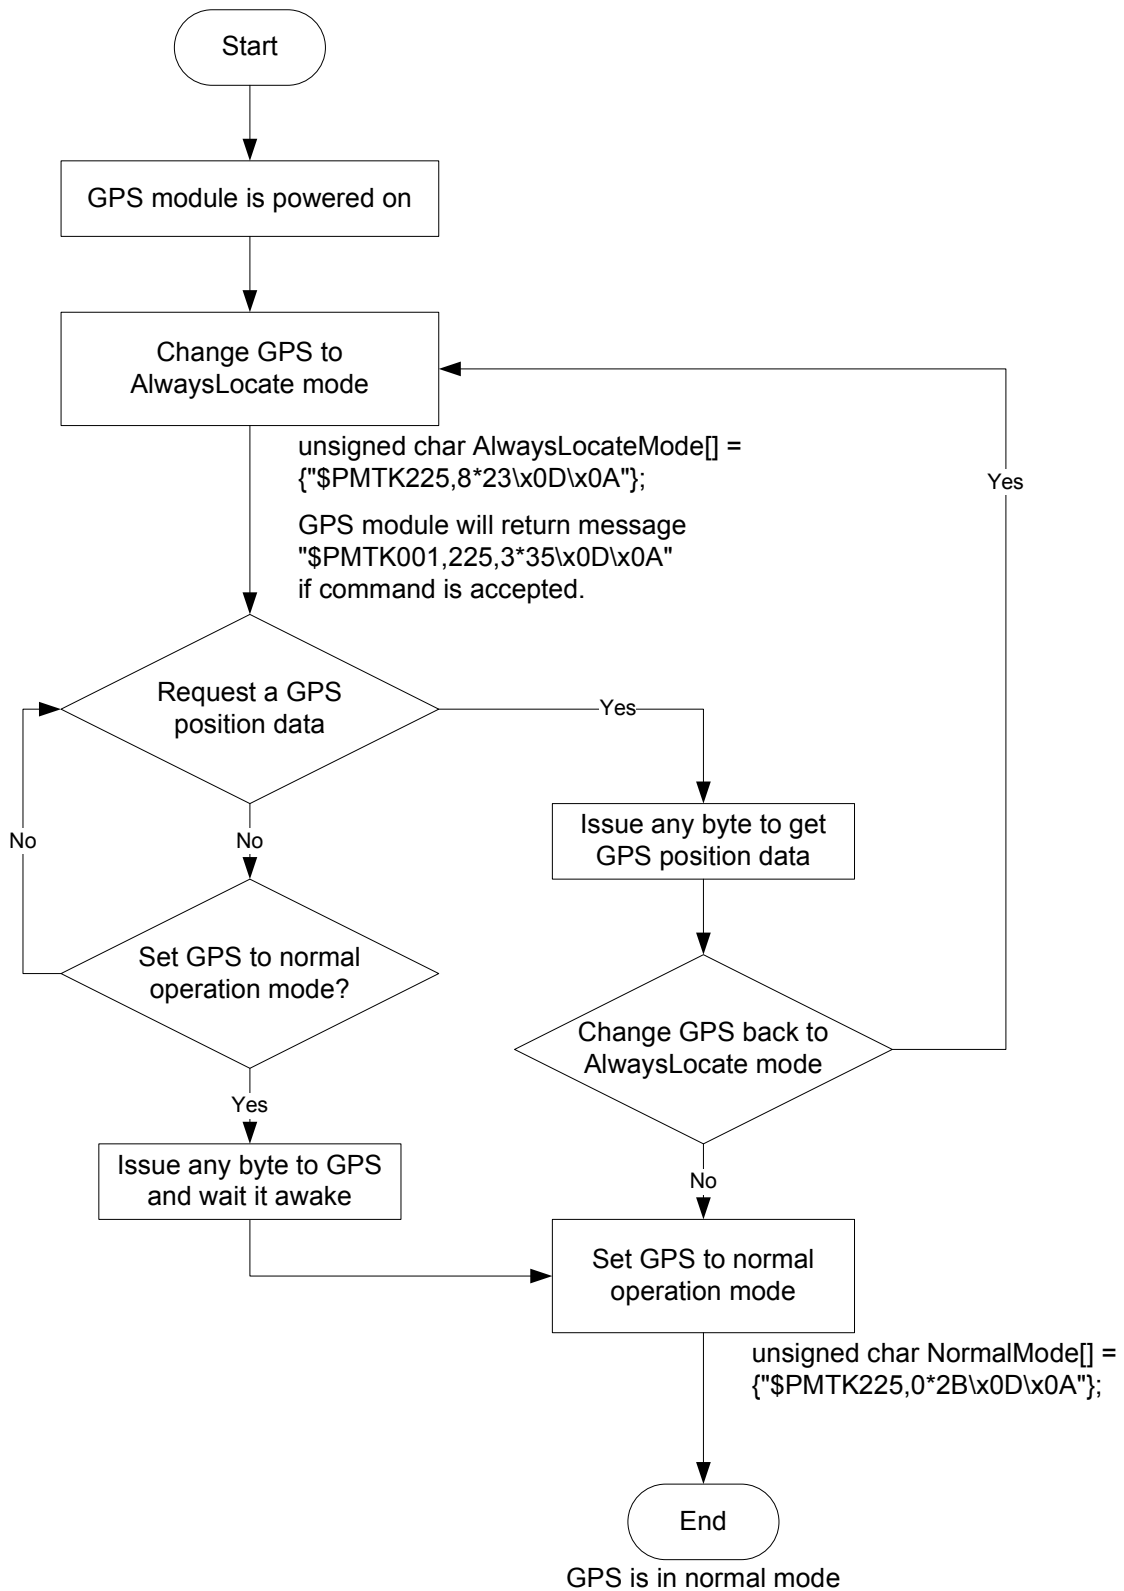 Start
GPS module is powered on
Change GPS to
AlwaysLocate mode
unsigned char AlwaysLocateMode[] =
{"$PMTK225,8*23\x0D\x0A"};
Yes
GPS module will return message
"$PMTK001,225,3*35\x0D\x0A"
if command is accepted.
Request a GPS
position data
Yes
No
No
Issue any byte to get
GPS position data
Set GPS to normal
operation mode?
Change GPS back to
AlwaysLocate mode
Yes
Issue any byte to GPS
and wait it awake
No
Set GPS to normal
operation mode
unsigned char NormalMode[] =
{"$PMTK225,0*2B\x0D\x0A"};
End
GPS is in normal mode